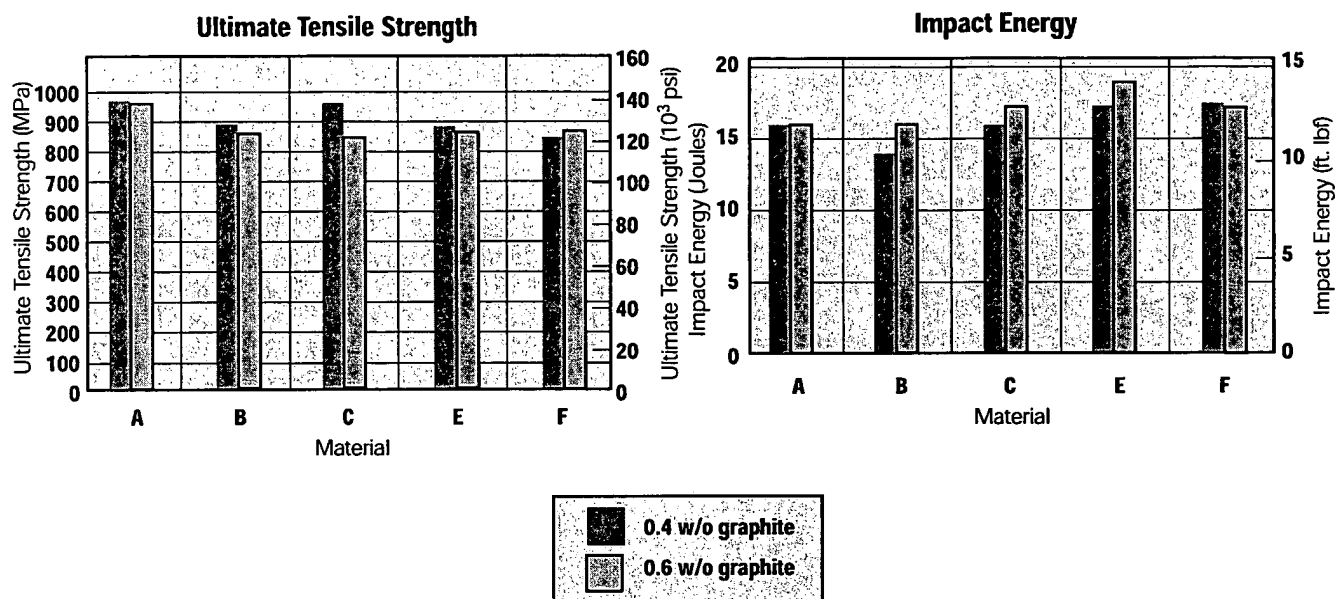 Ultimate Tensile Strength
Ultimate Tensile Strength (MPa)
1000
900
800
700
600
500
400
300
200
100
0
160
140
120
100
80
60
40
20
0
Ultimate Tensile Strength (10³ psi)
A B C E F
Material
Impact Energy
Impact Energy (Joules)
20
15
10
5
0
15
10
5
0
Impact Energy (ft. lbf)
A B C E F
Material
0.4 w/o graphite
0.6 w/o graphite